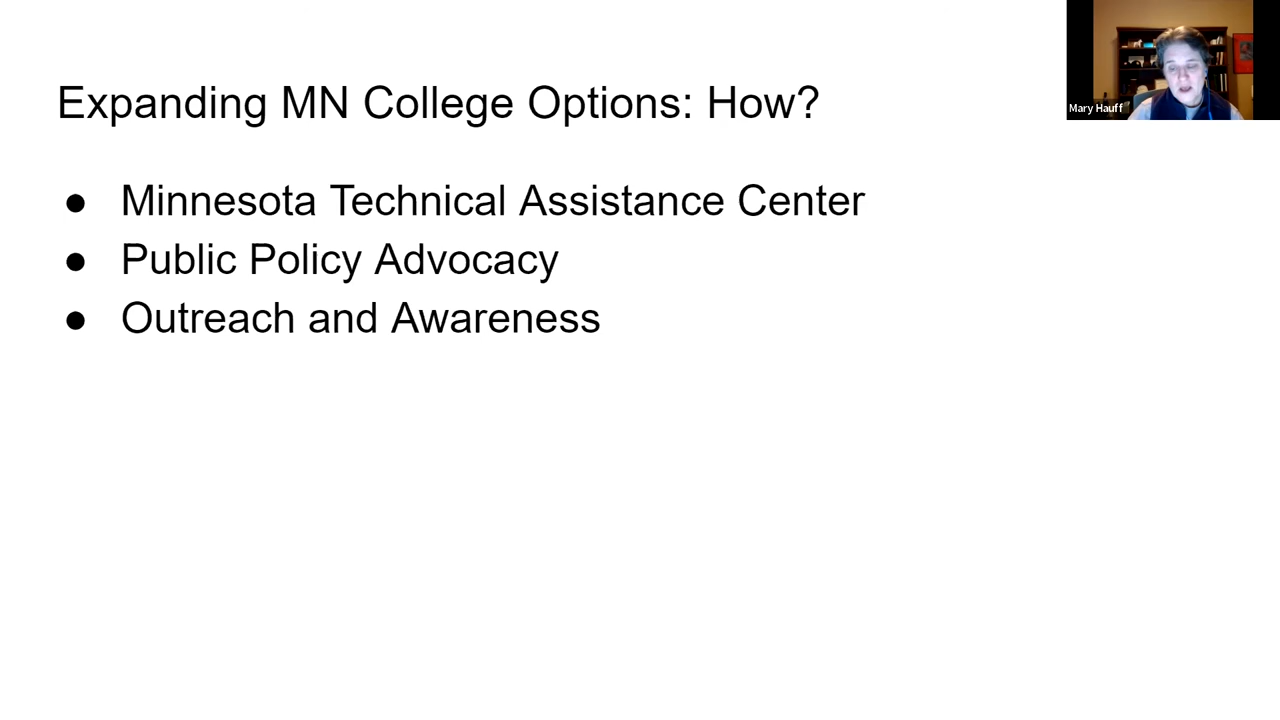 Expanding MN College Options: How?
● Minnesota Technical Assistance Center
● Public Policy Advocacy
● Outreach and Awareness
Mary Hauff